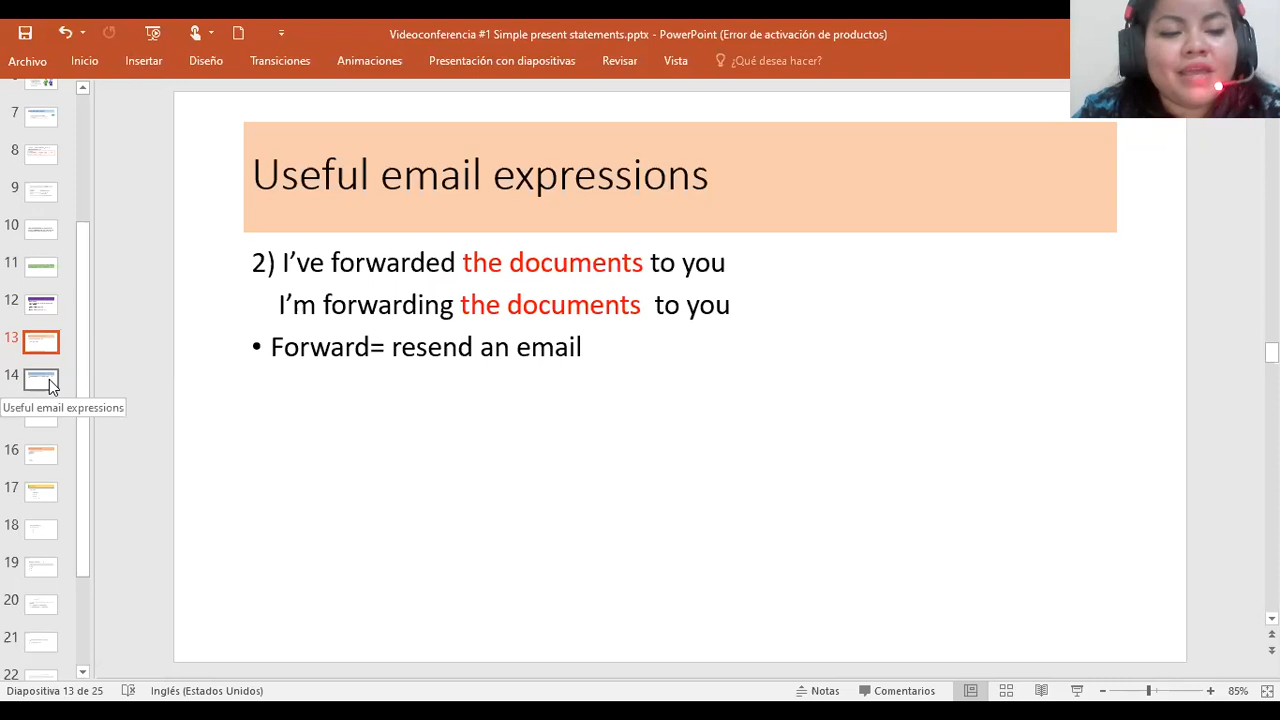 Videoconferencia #1 Simple present statements.pptx - PowerPoint (Error de activación de productos)
Archivo Inicio Insertar Diseño Transiciones Animaciones Presentación con diapositivas Revisar Vista ¿Qué desea hacer?
7
8
9
10
11
12
13
14
Useful email expressions
16
17
18
19
20
21
22
Useful email expressions
2) I've forwarded the documents to you
I'm forwarding the documents to you
• Forward= resend an email
Diapositiva 13 de 25 Inglés (Estados Unidos) Notas Comentarios 85%